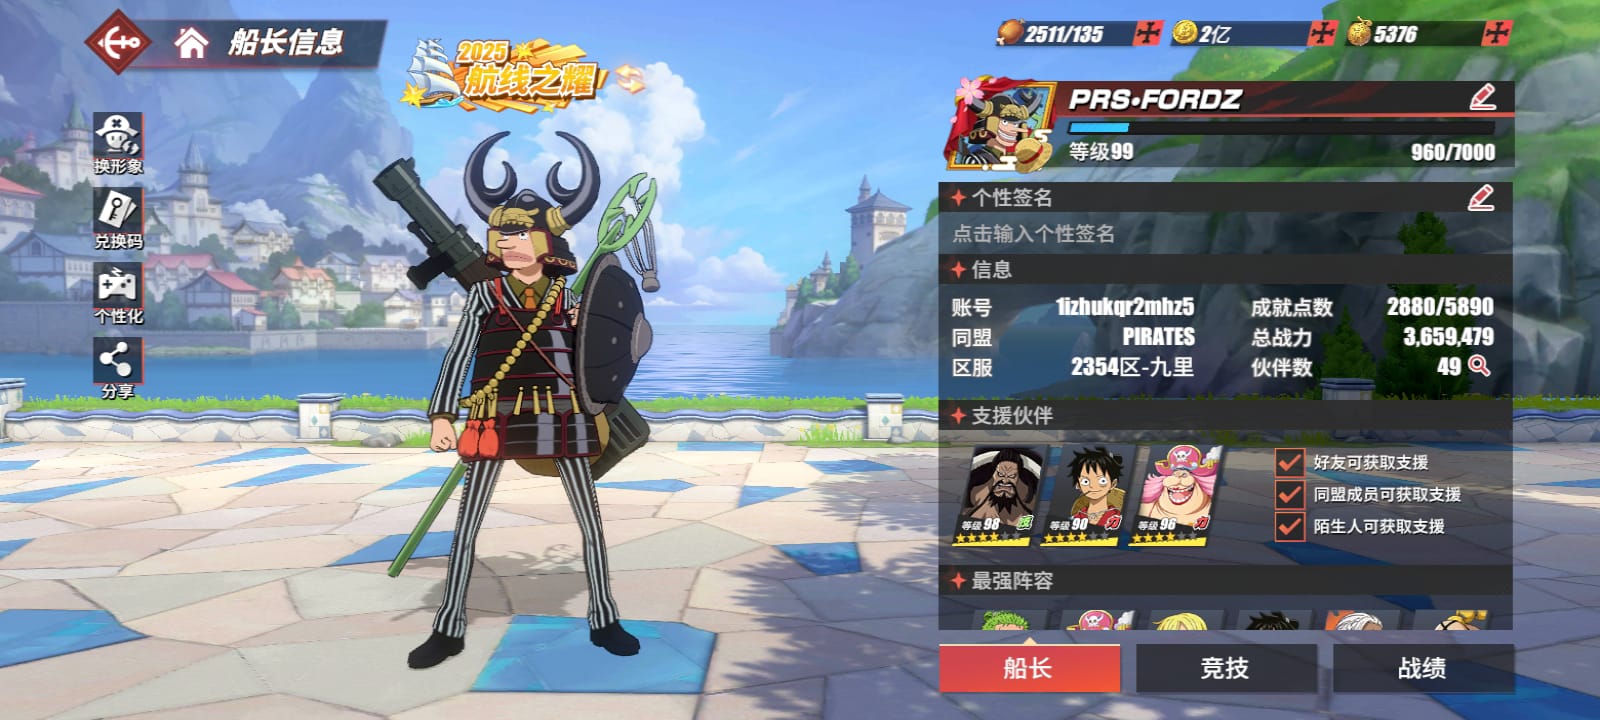 船长信息
2025
航线之耀
2511/135
2亿
5376
换形象
兑换码
个性化
分享
PRS•FORDZ
等级99
960/7000
个性签名
点击输入个性签名
信息
账号 1izhukqr2mhz5 成就点数 2880/5890
同盟 PIRATES 总战力 3,659,479
区服 2354区-九里 伙伴数 49
支援伙伴
等级 98 技
等级 90 力
等级 96 力
好友可获取支援
同盟成员可获取支援
陌生人可获取支援
最强阵容
船长 竞技 战绩